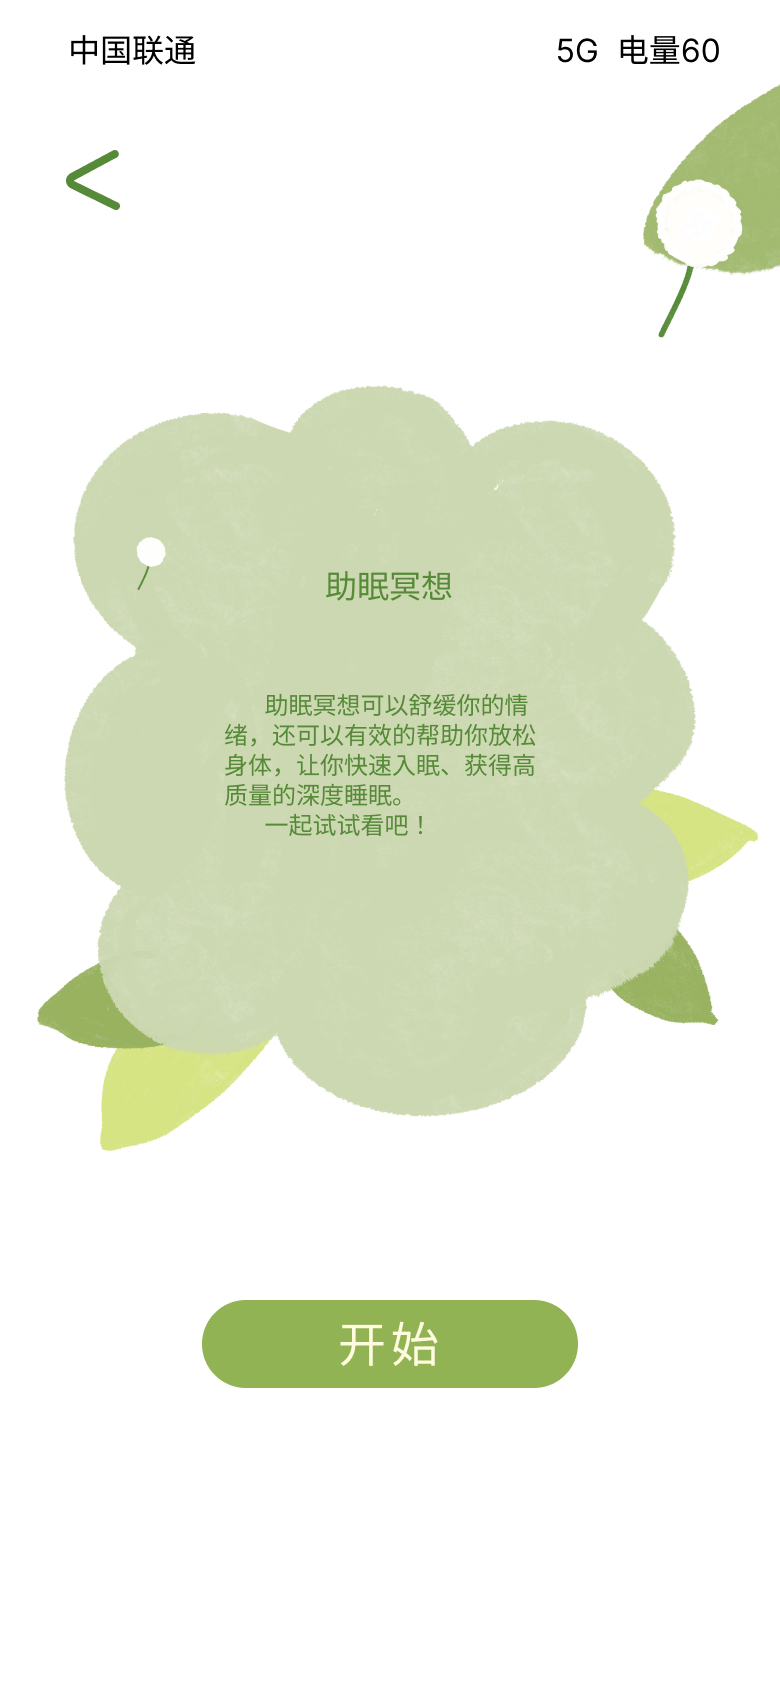 中国联通
5G 电量60
<
助眠冥想
助眠冥想可以舒缓你的情
绪，还可以有效的帮助你放松
身体，让你快速入眠、获得高
质量的深度睡眠。
一起试试看吧！
开始